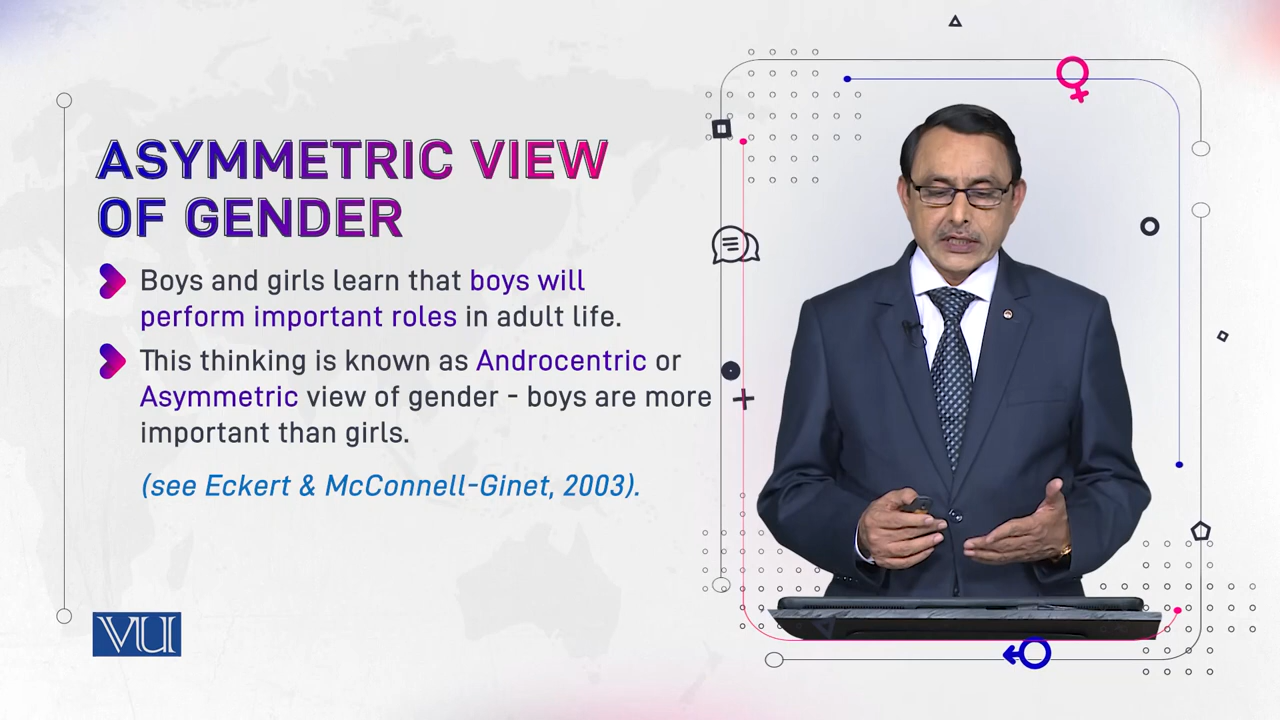 ASYMMETRIC VIEW
OF GENDER
Boys and girls learn that boys will
perform important roles in adult life.
This thinking is known as Androcentric or
Asymmetric view of gender - boys are more
important than girls.
(see Eckert & McConnell-Ginet, 2003).
VU